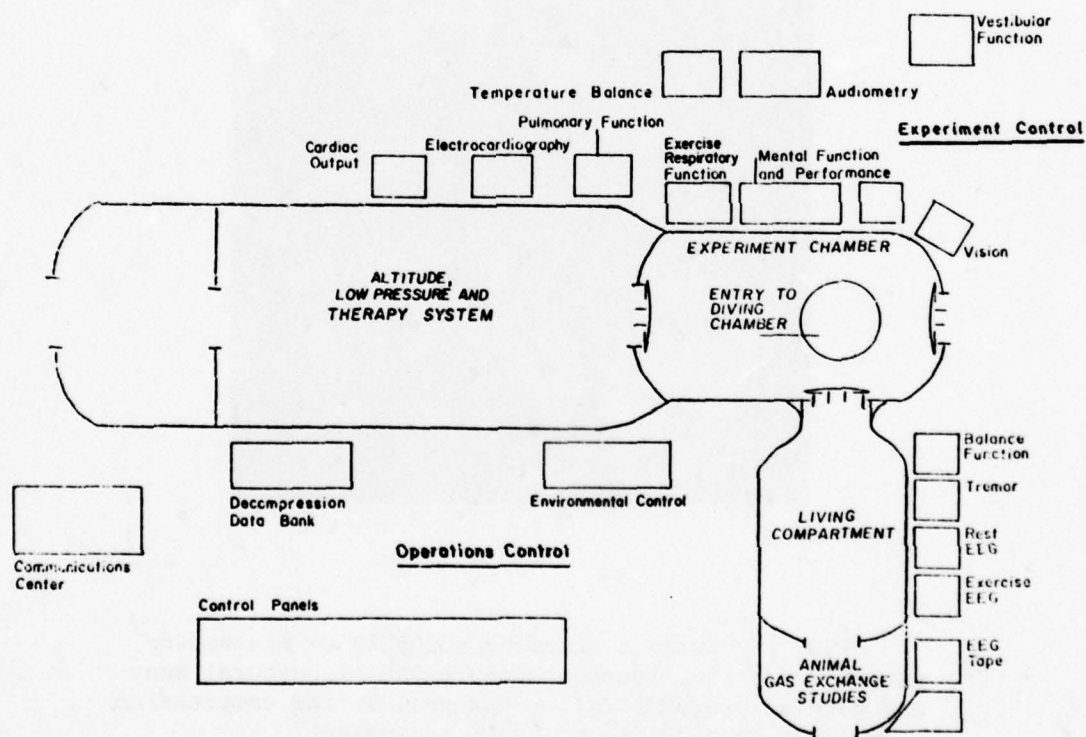 Vestibular
Function
Temperature Balance
Audiometry
Pulmonary Function
Experiment Control
Cardiac
Output
Electrocardiography
Exercise
Respiratory
Function
Mental Function
and Performance
Vision
EXPERIMENT CHAMBER
ALTITUDE,
LOW PRESSURE AND
THERAPY SYSTEM
ENTRY TO
DIVING
CHAMBER
Balance
Function
Tremor
Rest
EEG
Exercise
EEG
EEG
Tape
LIVING
COMPARTMENT
ANIMAL
GAS EXCHANGE
STUDIES
Decompression
Data Bank
Environmental Control
Communications
Center
Operations Control
Control Panels